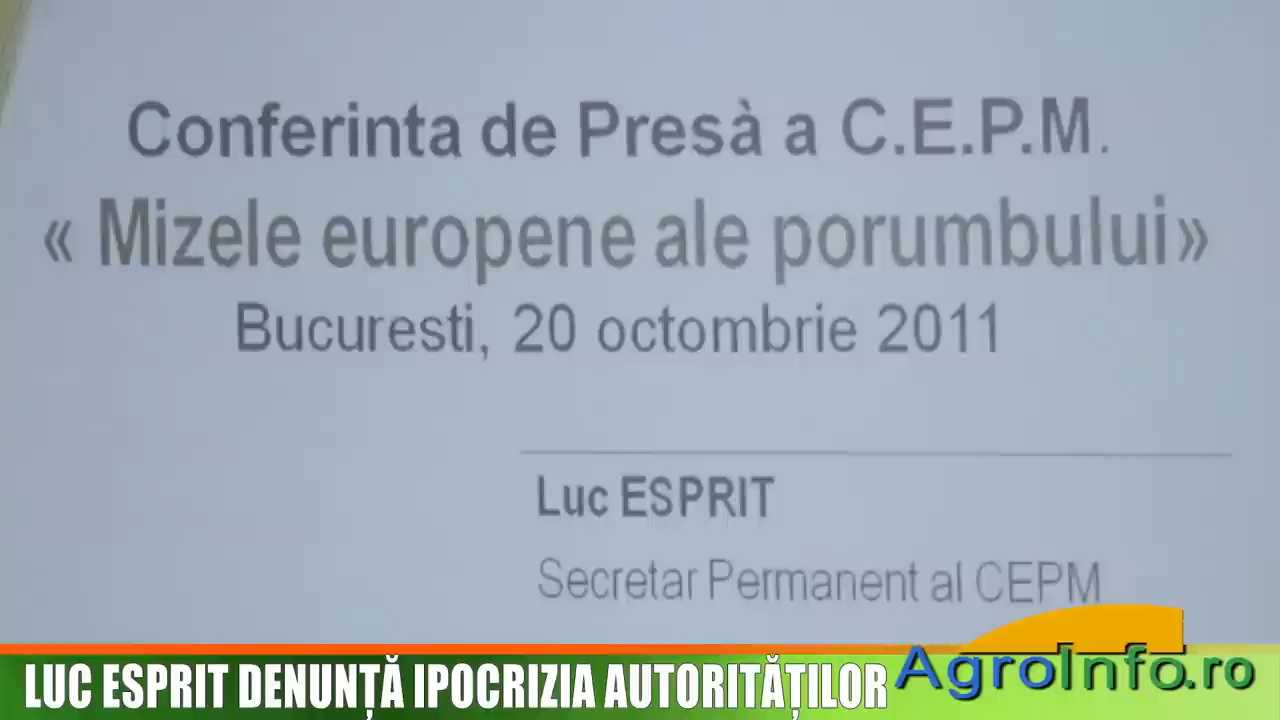 Conferinta de Presà a C.E.P.M.
« Mizele europene ale porumbului»
Bucuresti, 20 octombrie 2011
Luc ESPRIT
Secretar Permanent al CEPM
LUC ESPRIT DENUNȚĂ IPOCRIZIA AUTORITĂȚILOR
AgroInfo.ro